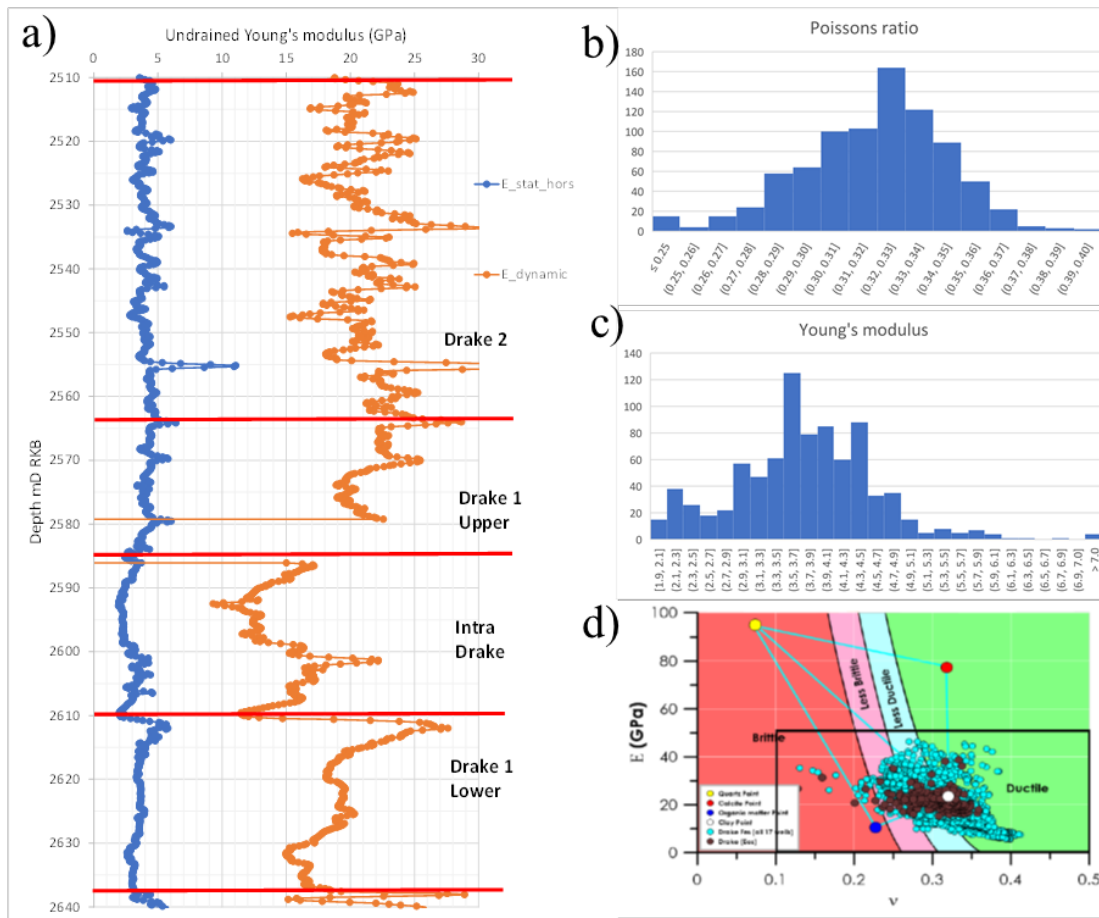 a)
Undrained Young's modulus (GPa)
0 5 10 15 20 25 30
2510
2520
2530
2540
2550
2560
2570
2580
2590
2600
2610
2620
2630
2640
Depth mD RKB
E_stat_hors
E_dynamic
Drake 2
Drake 1
Upper
Intra
Drake
Drake 1
Lower
b)
Poissons ratio
180
160
140
120
100
80
60
40
20
0
≤ 0.25
(0.25, 0.26]
(0.26, 0.27]
(0.27, 0.28]
(0.28, 0.29]
(0.29, 0.30]
(0.30, 0.31]
(0.31, 0.32]
(0.32, 0.33]
(0.33, 0.34]
(0.34, 0.35]
(0.35, 0.36]
(0.36, 0.37]
(0.37, 0.38]
(0.38, 0.39]
(0.39, 0.40]
c)
Young's modulus
140
120
100
80
60
40
20
0
[1.9, 2.1]
(2.1, 2.3]
(2.3, 2.5]
(2.5, 2.7]
(2.7, 2.9]
(2.9, 3.1]
(3.1, 3.3]
(3.3, 3.5]
(3.5, 3.7]
(3.7, 3.9]
(3.9, 4.1]
(4.1, 4.3]
(4.3, 4.5]
(4.5, 4.7]
(4.7, 4.9]
(4.9, 5.1]
(5.1, 5.3]
(5.3, 5.5]
(5.5, 5.7]
(5.7, 5.9]
(5.9, 6.1]
(6.1, 6.3]
(6.3, 6.5]
(6.5, 6.7]
(6.7, 6.9]
(6.9, 7.0]
> 7.0
d)
100
80
60
40
20
0
E (GPa)
Brittle
Less Brittle
Less Ductile
Ductile
Quartz Point
Calcite Point
Organic matter Point
Clay Point
Drake Fm (all 17 wells)
Drake (Eos)
0.0 0.1 0.2 0.3 0.4 0.5
ν